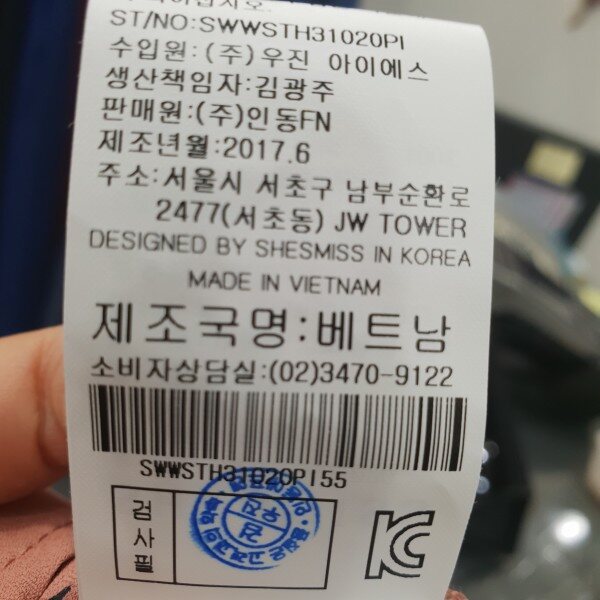 ST/NO:SWWSTH31020PI
수입원:(주)우진 아이에스
생산책임자:김광주
판매원:(주)인동FN
제조년월:2017.6
주소:서울시 서초구 남부순환로
2477(서초동) JW TOWER
DESIGNED BY SHESMISS IN KOREA
MADE IN VIETNAM
제조국명:베트남
소비자상담실:(02)3470-9122
SWWSTH31020PI55
검사필